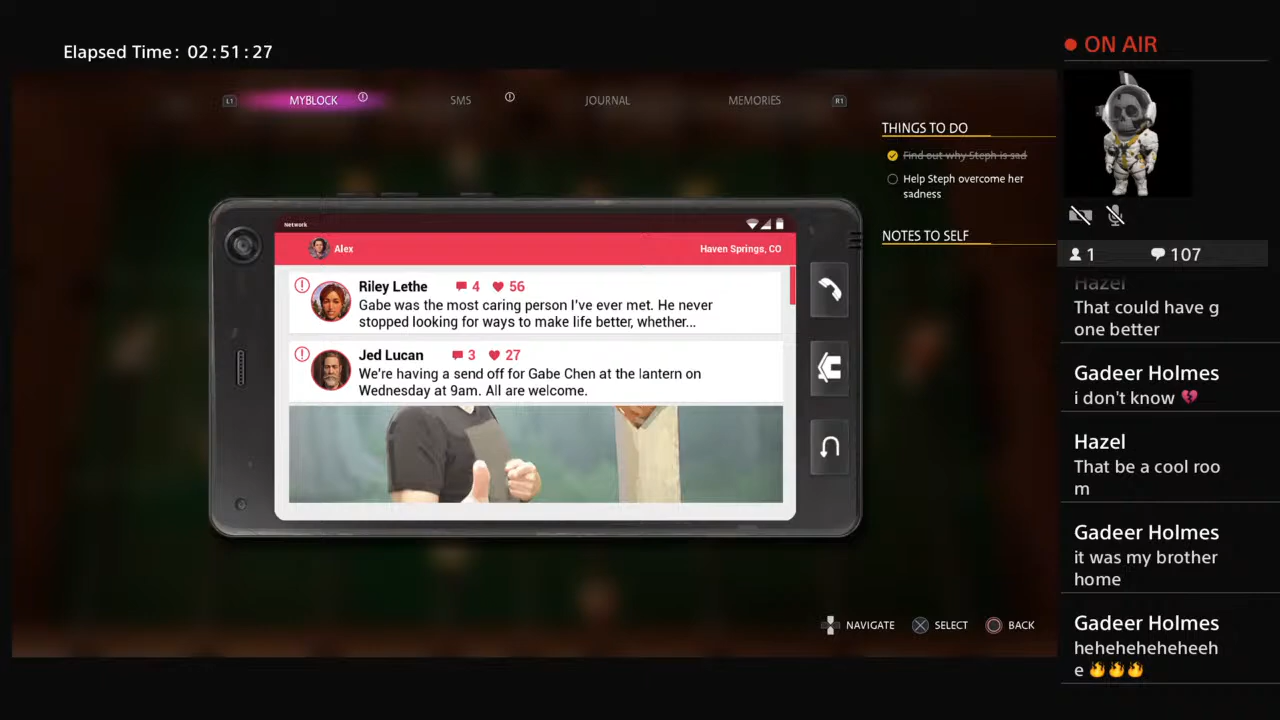 Elapsed Time: 02:51:27
ON AIR
L1
MYBLOCK
SMS
JOURNAL
MEMORIES
R1
THINGS TO DO
Find out why Steph is sad
Help Steph overcome her
sadness
NOTES TO SELF
Network
Alex
Haven Springs, CO
Riley Lethe 4 56
Gabe was the most caring person I've ever met. He never
stopped looking for ways to make life better, whether...
Jed Lucan 3 27
We're having a send off for Gabe Chen at the lantern on
Wednesday at 9am. All are welcome.
NAVIGATE
SELECT
BACK
1 107
Hazel
That could have g
one better
Gadeer Holmes
i don't know 💔
Hazel
That be a cool roo
m
Gadeer Holmes
it was my brother
home
Gadeer Holmes
heheheheheheeh
e 🔥🔥🔥